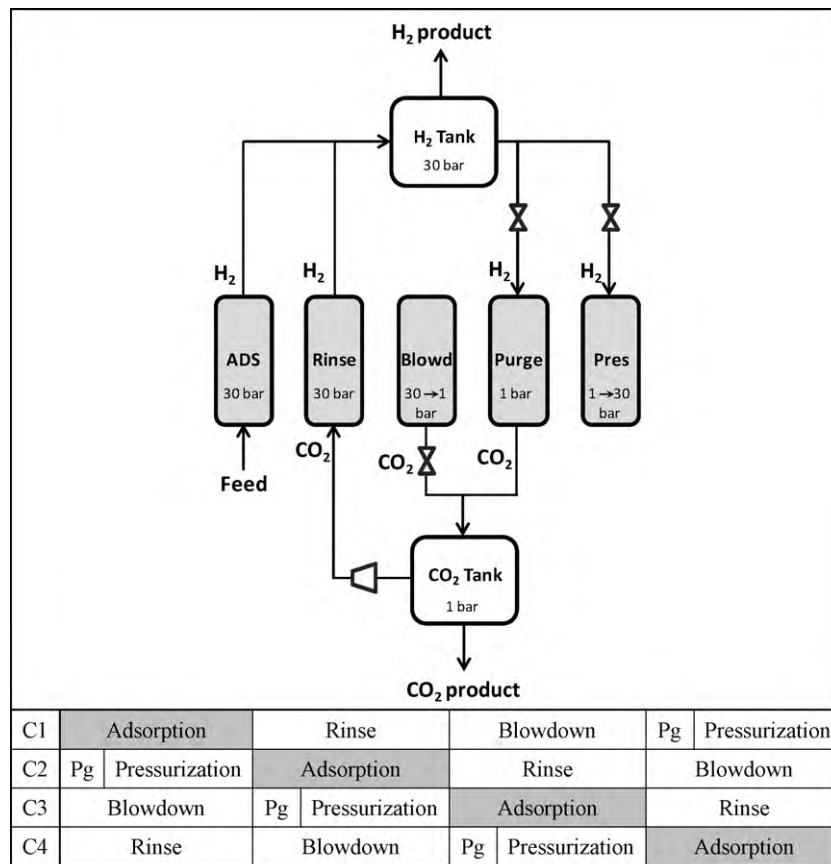 H₂ product
H₂ Tank
30 bar
H₂ H₂ H₂ H₂
ADS Rinse Blowd Purge Pres
30 bar 30 bar 30→1 bar 1 bar 1→30 bar
Feed CO₂ CO₂ CO₂
CO₂ Tank
1 bar
CO₂ product
C1 Adsorption Rinse Blowdown Pg Pressurization
C2 Pg Pressurization Adsorption Rinse Blowdown
C3 Blowdown Pg Pressurization Adsorption Rinse
C4 Rinse Blowdown Pg Pressurization Adsorption